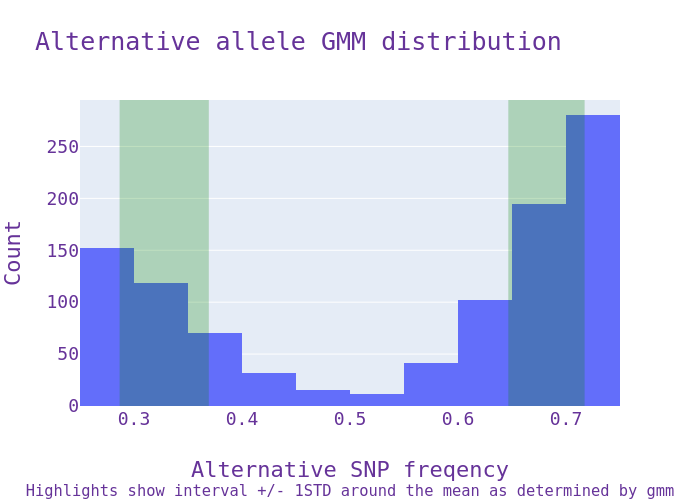 Alternative allele GMM distribution
Count
250
200
150
100
50
0
0.3 0.4 0.5 0.6 0.7
Alternative SNP freqency
Highlights show interval +/- 1STD around the mean as determined by gmm